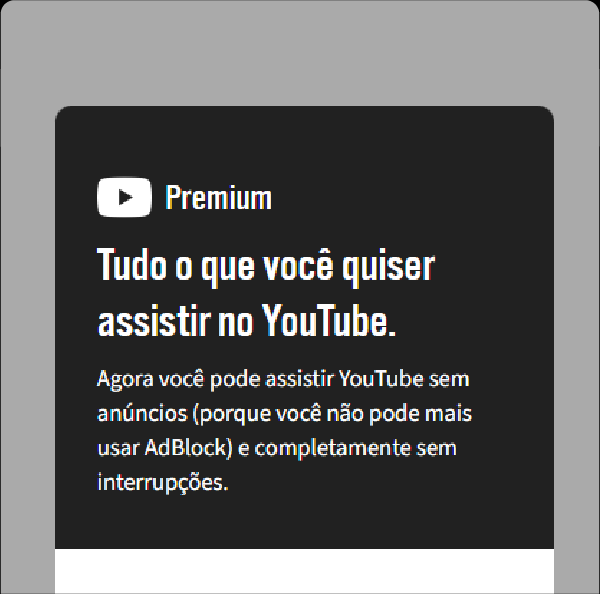 Premium
Tudo o que você quiser
assistir no YouTube.
Agora você pode assistir YouTube sem
anúncios (porque você não pode mais
usar AdBlock) e completamente sem
interrupções.